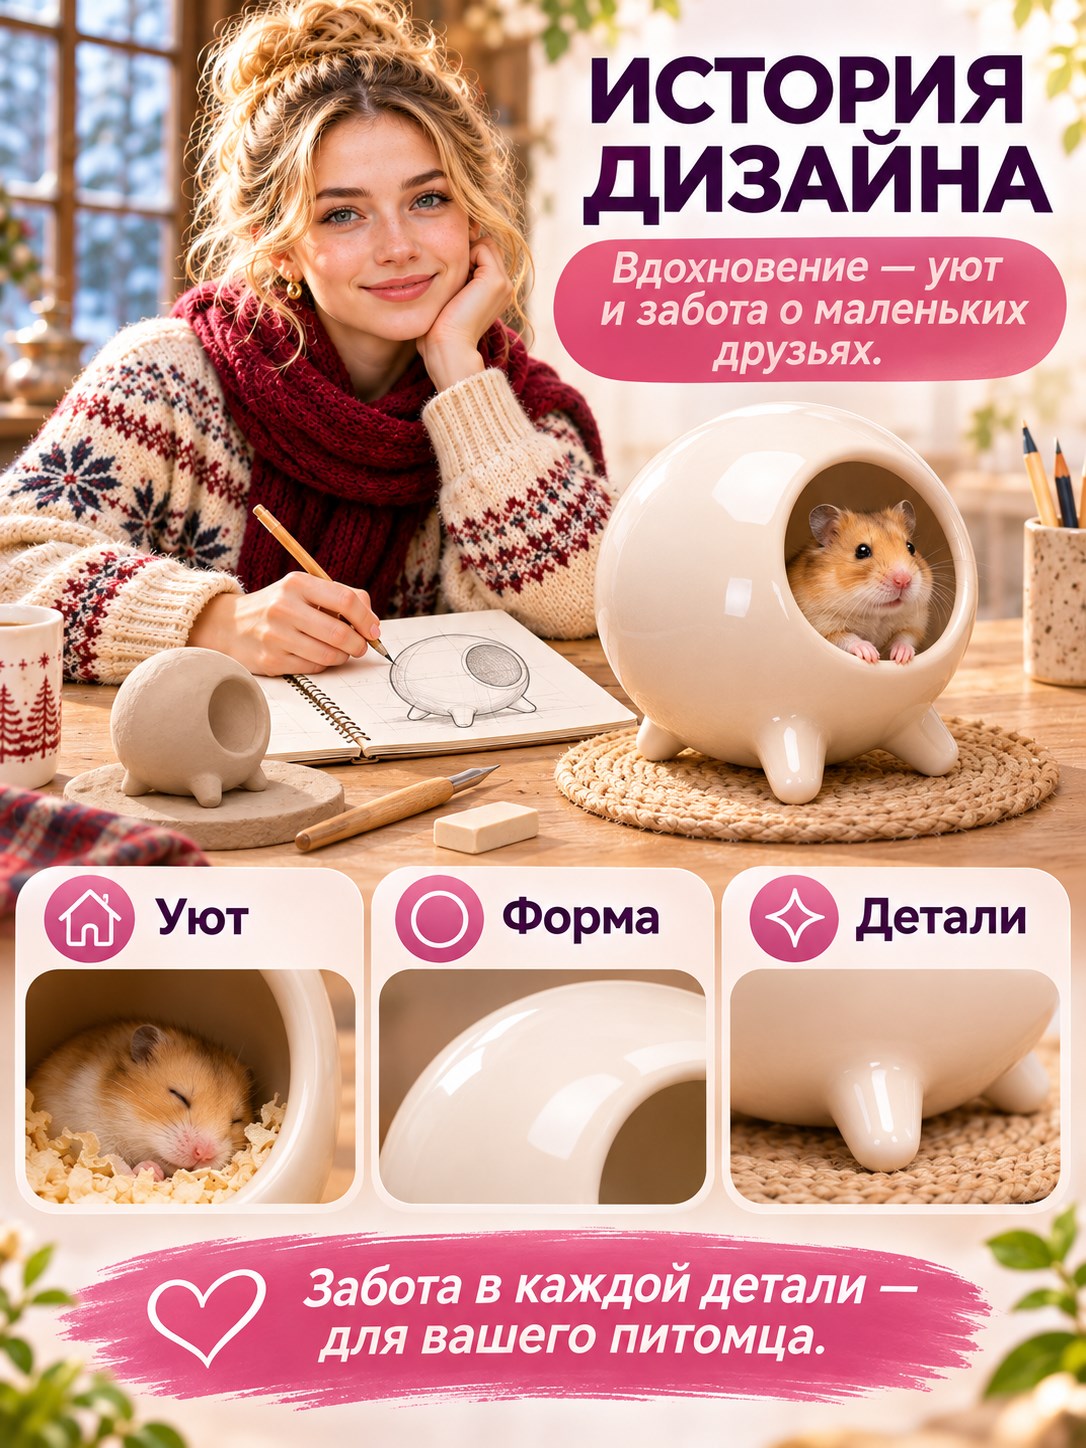 ИСТОРИЯ
ДИЗАЙНА
Вдохновение — уют
и забота о маленьких
друзьях.
Уют
Форма
Детали
Забота в каждой детали —
для вашего питомца.